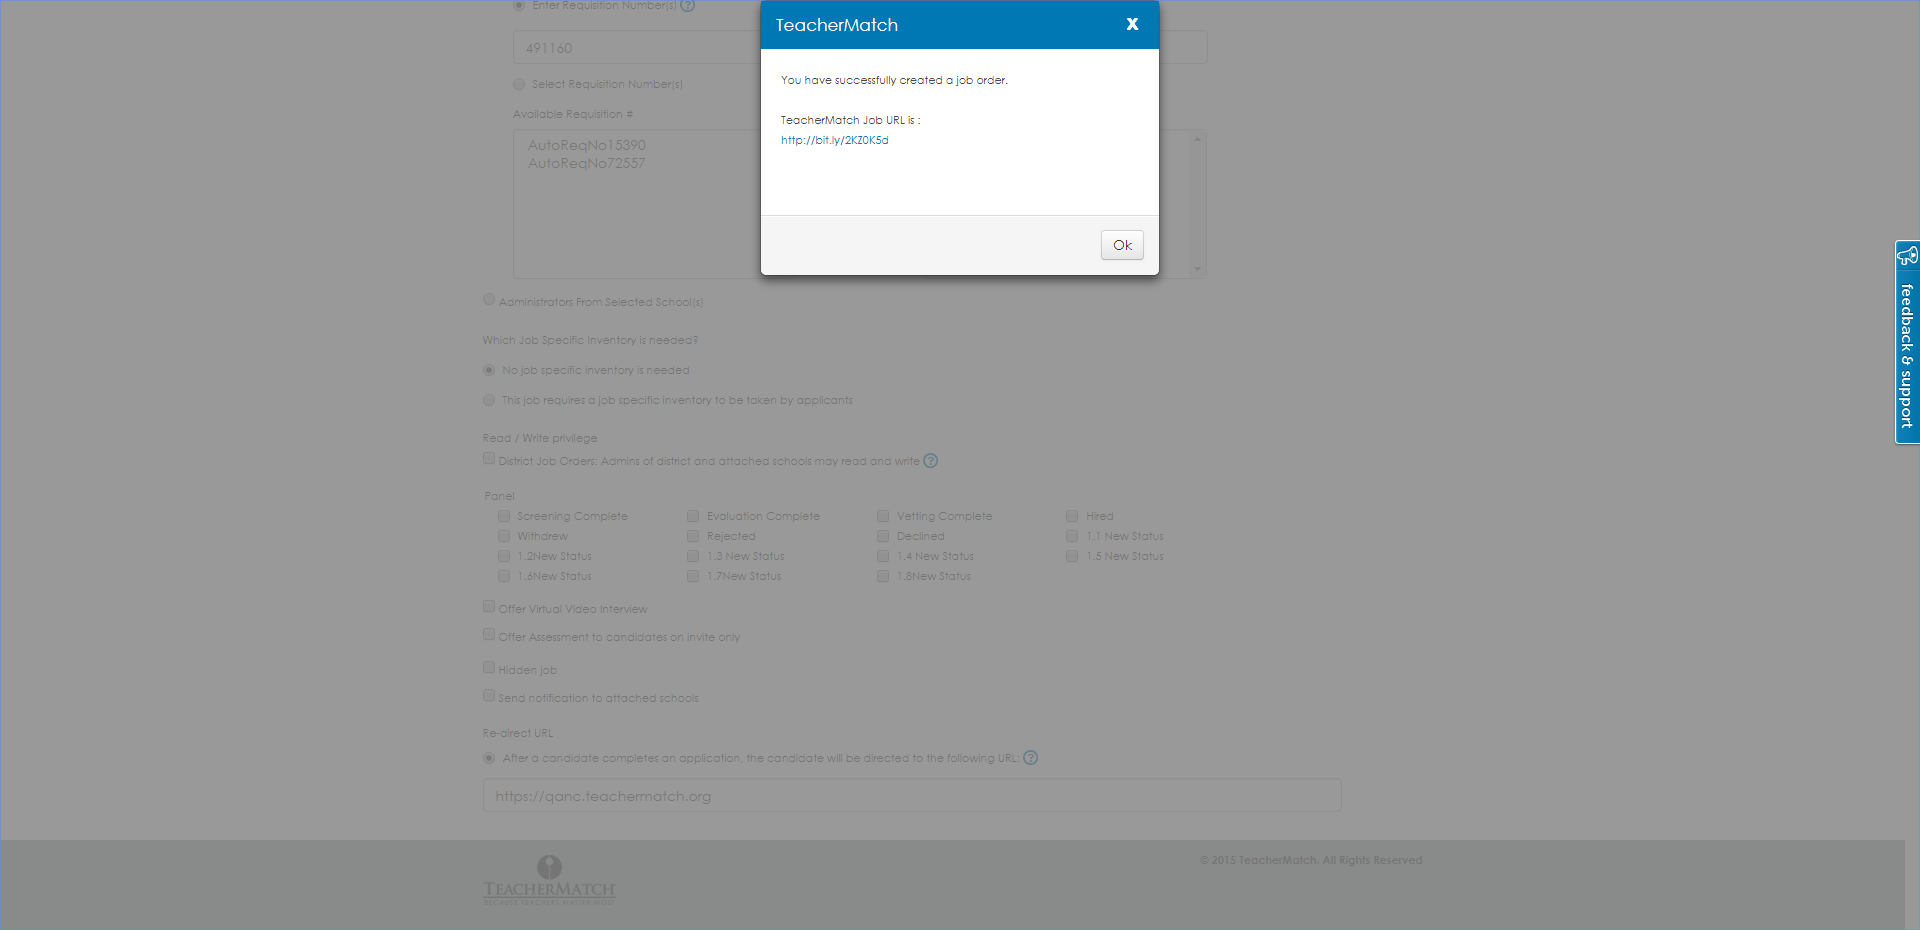 Enter Requisition Number(s) ?
491160
Select Requisition Number(s)
Available Requisition #
AutoReqNo15390
AutoReqNo72557
TeacherMatch X
You have successfully created a job order.
TeacherMatch Job URL is :
http://bit.ly/2KZ0K5d
Ok
feedback & support
Administrators From Selected School(s)
Which Job Specific Inventory is needed?
No job specific inventory is needed
This job requires a job specific inventory to be taken by applicants
Read / Write privilege
District Job Orders: Admins of district and attached schools may read and write ?
Panel
Screening Complete Evaluation Complete Vetting Complete Hired
Withdrew Rejected Declined 1.1 New Status
1.2New Status 1.3 New Status 1.4 New Status 1.5 New Status
1.6New Status 1.7New Status 1.8New Status
Offer Virtual Video Interview
Offer Assessment to candidates on invite only
Hidden job
Send notification to attached schools
Re-direct URL
After a candidate completes an application, the candidate will be directed to the following URL: ?
https://qanc.teachermatch.org
TEACHERMATCH
BECAUSE TEACHERS MATTER MOST
© 2015 TeacherMatch. All Rights Reserved